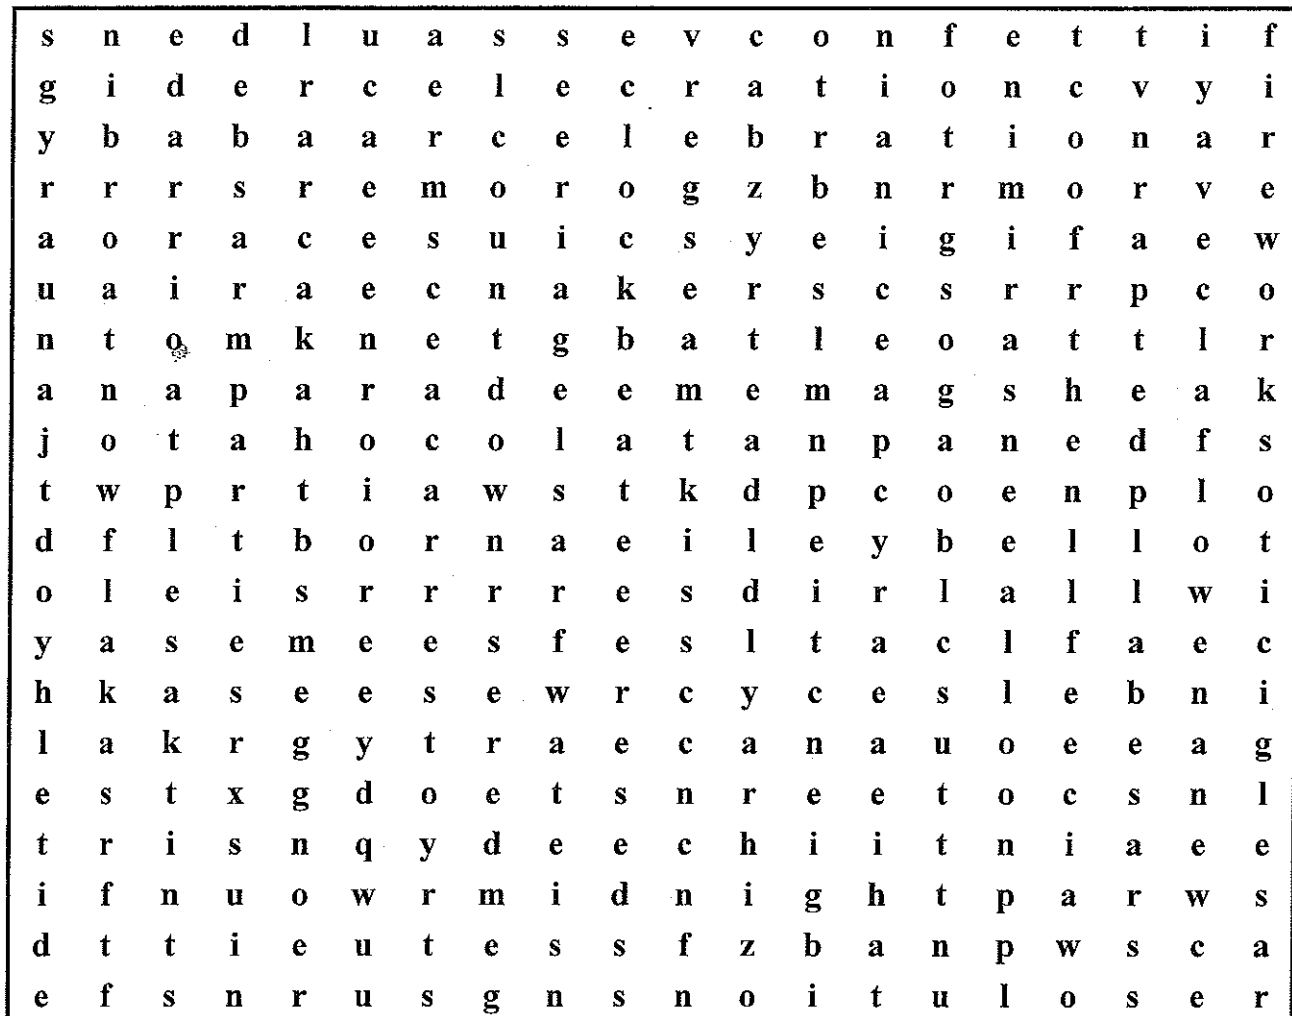 s n e d l u a s s e v c o n f e t t i f
g i d e r c e l e c r a t i o n c v y i
y b a b a a r c e l e b r a t i o n a r
r r r s r e m o r o g z b n r m o r v e
a o r a c e s u i c s y e i g i f a e w
u a i r a e c n a k e r s c s r r p c o
n t o m k n e t g b a t l e o a t t l r
a n a p a r a d e e m e m a g s h e a k
j o t a h o c o l a t a n p a n e d f s
t w p r t i a w s t k d p c o e n p l o
d f l t b o r n a e i l e y b e l l o t
o l e i s r r r r e s d i r l a l l w i
y a s e m e e s f e s l t a c l f a e c
h k a s e e s e w r c y c e s l e b n i
l a k r g y t r a e c a n a u o e e a g
e s t x g d o e t s n r e e t o c s n l
t r i s n q y d e e c h i i t n i a e e
i f n u o w r m i d n i g h t p a r w s
d t t i e u t e s s f z b a n p w s c a
e f s n r u s g n s n o i t u l o s e r